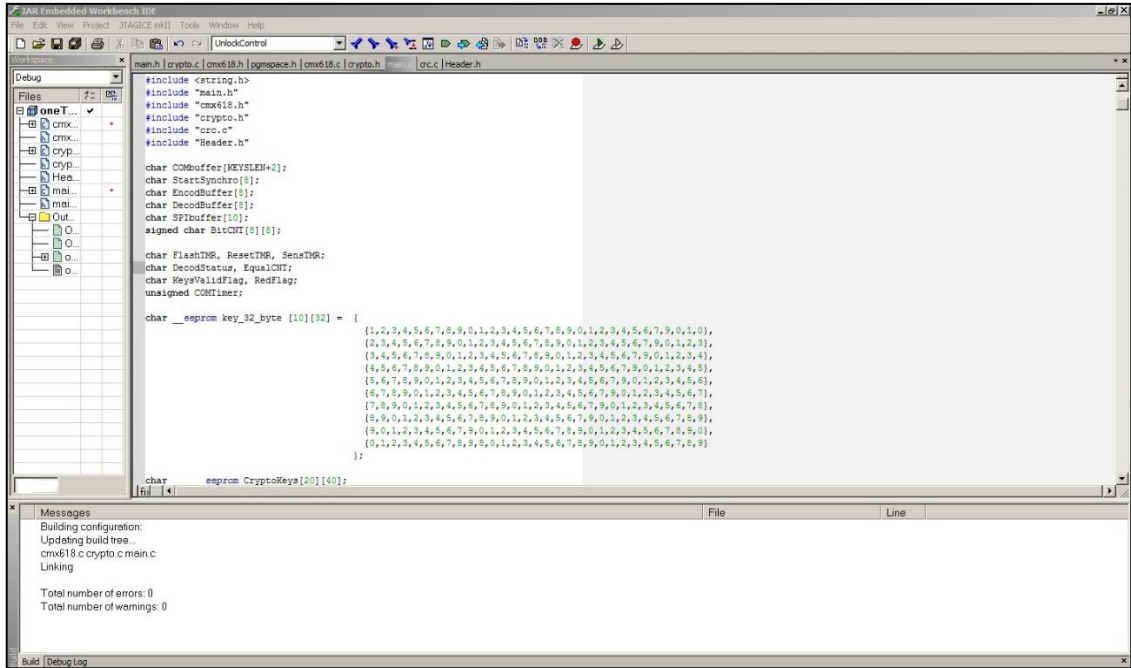 IAR Embedded Workbench IDE
File Edit View Project JTAGICE mkII Tools Window Help
UnlockControl
Workspace
main.h | crypto.c | cmx618.h | pgmspace.h | cmx618.c | crypto.h | main.c | crc.c | Header.h
Debug
Files
oneT...
cmx...
cmx...
cryp...
cryp...
Hea...
mai...
mai...
Out...
O...
O...
o...
o...
#include <string.h>
#include "main.h"
#include "cmx618.h"
#include "crypto.h"
#include "crc.c"
#include "Header.h"
char COMbuffer[KEYSLEN+2];
char StartSynchro[8];
char EncodBuffer[8];
char DecodBuffer[8];
char SPIbuffer[10];
signed char BitCNT[8][8];
char FlashTMR, ResetTMR, SensTMR;
char DecodStatus, EqualCNT;
char KeysValidFlag, RedFlag;
unsigned COMTimer;
char __eeprom key_32_byte [10][32] = {
{1,2,3,4,5,6,7,8,9,0,1,2,3,4,5,6,7,8,9,0,1,2,3,4,5,6,7,9,0,1,0},
{2,3,4,5,6,7,8,9,0,1,2,3,4,5,6,7,8,9,0,1,2,3,4,5,6,7,9,0,1,2,3},
{3,4,5,6,7,8,9,0,1,2,3,4,5,6,7,8,9,0,1,2,3,4,5,6,7,9,0,1,2,3,4},
{4,5,6,7,8,9,0,1,2,3,4,5,6,7,8,9,0,1,2,3,4,5,6,7,9,0,1,2,3,4,5},
{5,6,7,8,9,0,1,2,3,4,5,6,7,8,9,0,1,2,3,4,5,6,7,9,0,1,2,3,4,5,6},
{6,7,8,9,0,1,2,3,4,5,6,7,8,9,0,1,2,3,4,5,6,7,9,0,1,2,3,4,5,6,7},
{7,8,9,0,1,2,3,4,5,6,7,8,9,0,1,2,3,4,5,6,7,9,0,1,2,3,4,5,6,7,8},
{8,9,0,1,2,3,4,5,6,7,8,9,0,1,2,3,4,5,6,7,9,0,1,2,3,4,5,6,7,8,9},
{9,0,1,2,3,4,5,6,7,9,0,1,2,3,4,5,6,7,8,9,0,1,2,3,4,5,6,7,8,9,0},
{0,1,2,3,4,5,6,7,8,9,8,0,1,2,3,4,5,6,7,8,9,0,1,2,3,4,5,6,7,8,9}
};
char eeprom CryptoKeys[20][40];
Messages File Line
Building configuration:
Updating build tree...
cmx618.c crypto.c main.c
Linking
Total number of errors: 0
Total number of warnings: 0
Build Debug Log